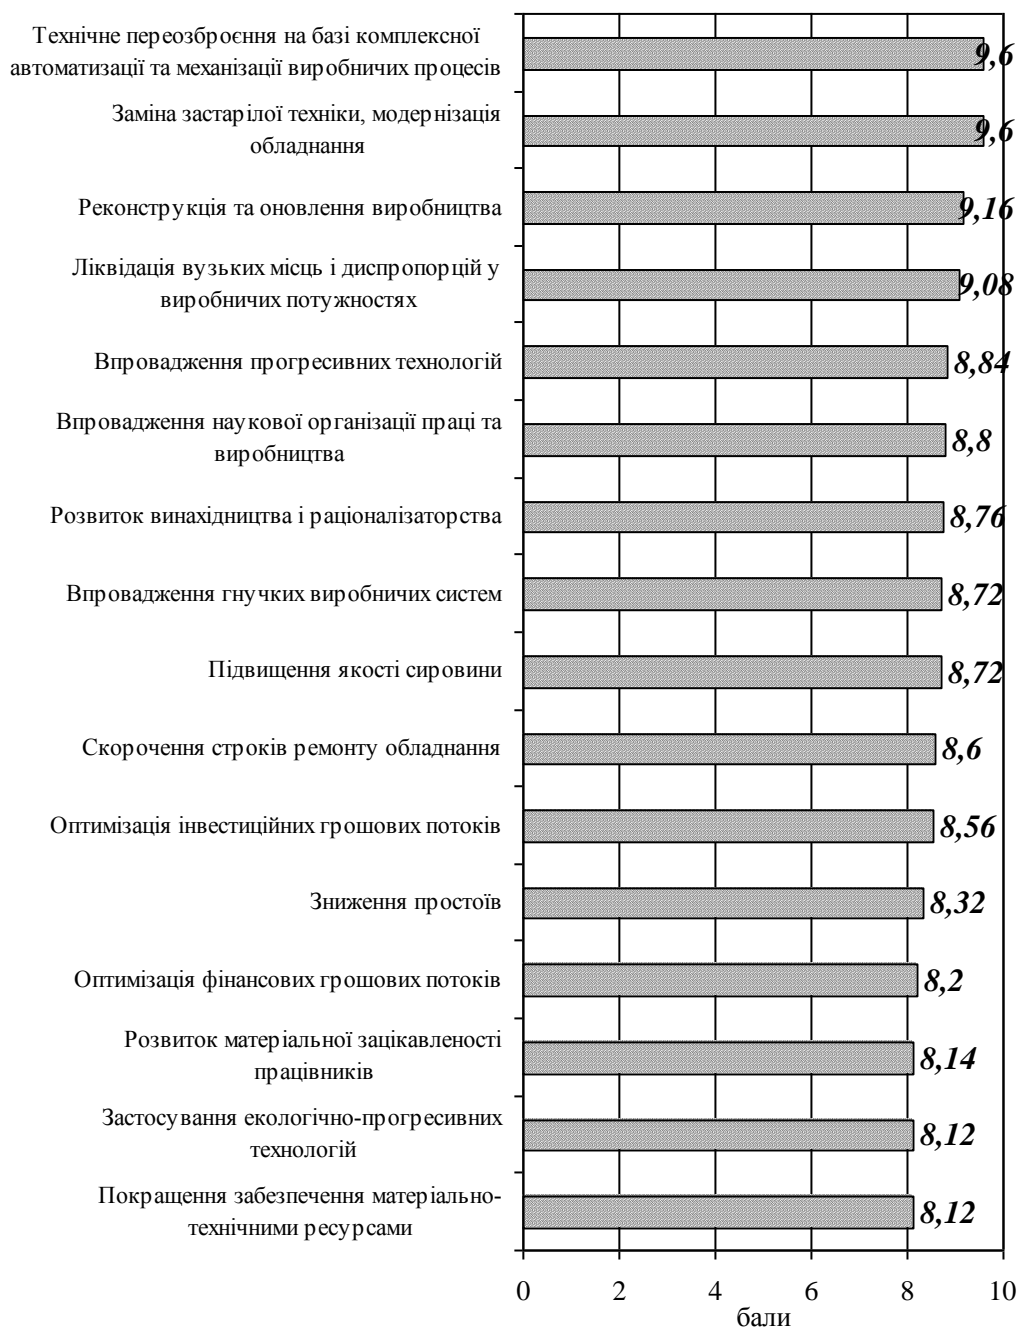 Технічне переозброєння на базі комплексної
автоматизації та механізації виробничих процесів
9,6
Заміна застарілої техніки, модернізація
обладнання
9,6
Реконструкція та оновлення виробництва
9,16
Ліквідація вузьких місць і диспропорцій у
виробничих потужностях
9,08
Впровадження прогресивних технологій
8,84
Впровадження наукової організації праці та
виробництва
8,8
Розвиток винахідництва і раціоналізаторства
8,76
Впровадження гнучких виробничих систем
8,72
Підвищення якості сировини
8,72
Скорочення строків ремонту обладнання
8,6
Оптимізація інвестиційних грошових потоків
8,56
Зниження простоїв
8,32
Оптимізація фінансових грошових потоків
8,2
Розвиток матеріальної зацікавленості
працівників
8,14
Застосування екологічно-прогресивних
технологій
8,12
Покращення забезпечення матеріально-
технічними ресурсами
8,12
0 2 4 6 8 10
бали